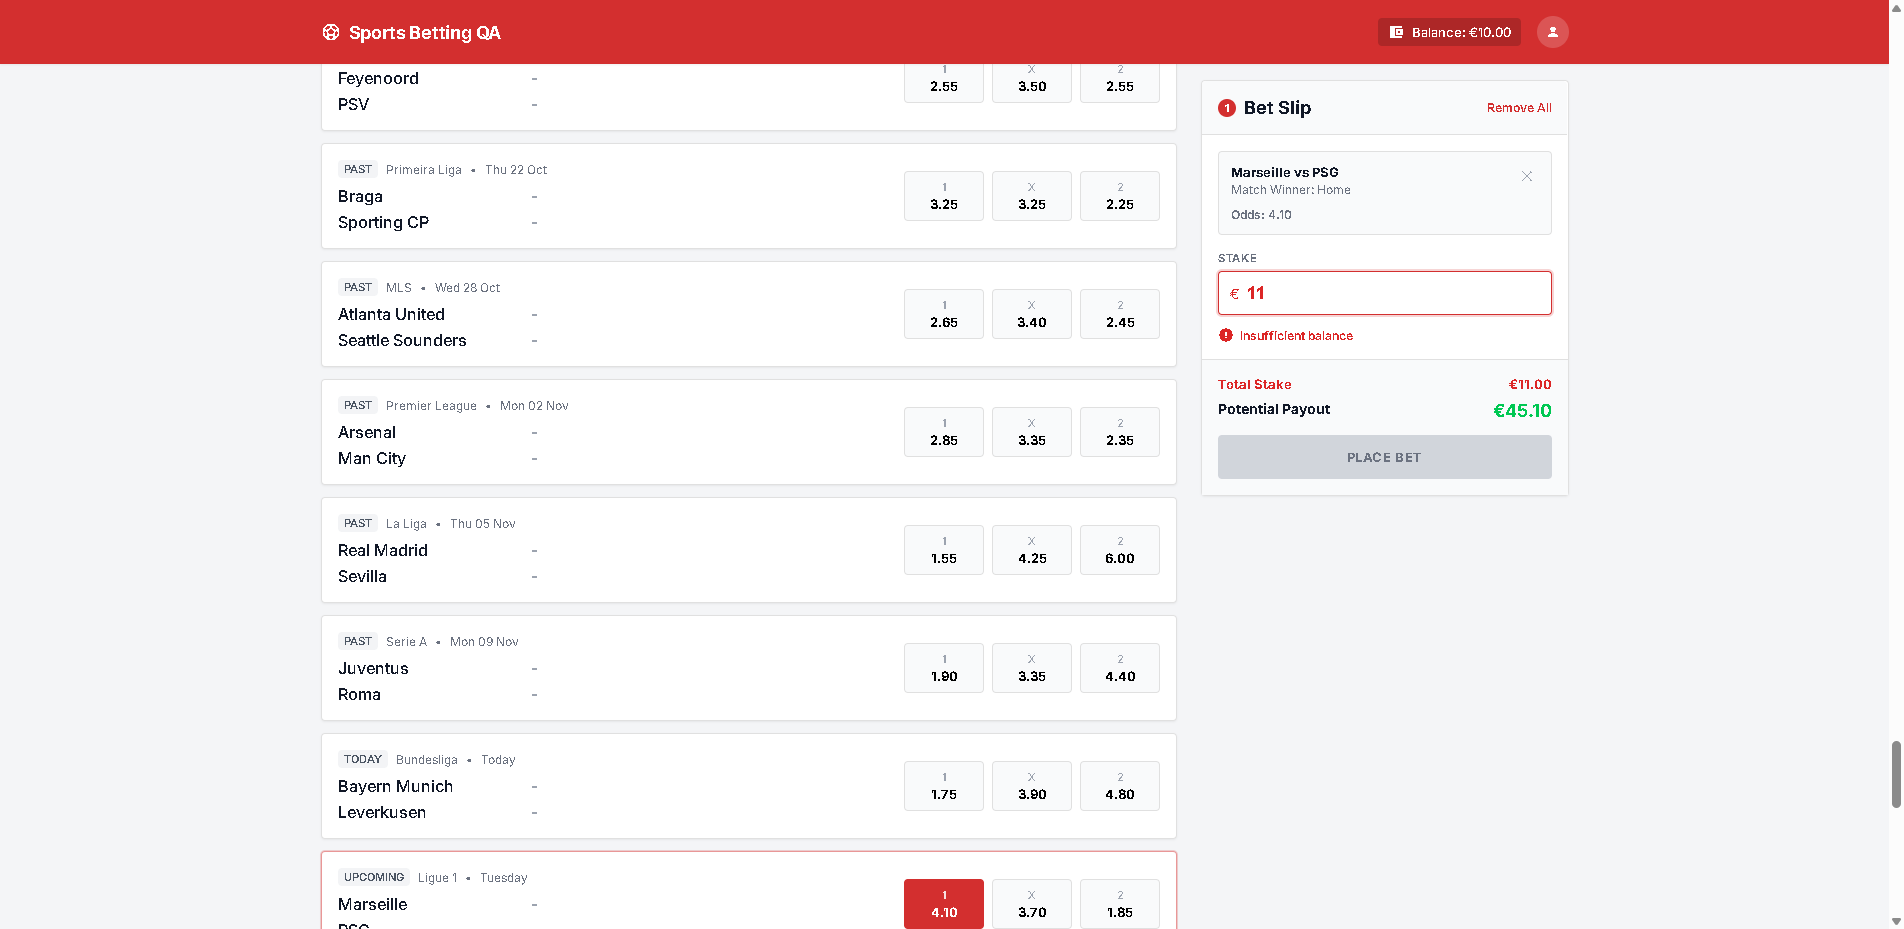 Sports Betting QA
Balance: €10.00
Feyenoord -
PSV -
1 X 2
2.55 3.50 2.55
PAST Primeira Liga • Thu 22 Oct
Braga -
Sporting CP -
1 X 2
3.25 3.25 2.25
PAST MLS • Wed 28 Oct
Atlanta United -
Seattle Sounders -
1 X 2
2.65 3.40 2.45
PAST Premier League • Mon 02 Nov
Arsenal -
Man City -
1 X 2
2.85 3.35 2.35
PAST La Liga • Thu 05 Nov
Real Madrid -
Sevilla -
1 X 2
1.55 4.25 6.00
PAST Serie A • Mon 09 Nov
Juventus -
Roma -
1 X 2
1.90 3.35 4.40
TODAY Bundesliga • Today
Bayern Munich -
Leverkusen -
1 X 2
1.75 3.90 4.80
UPCOMING Ligue 1 • Tuesday
Marseille -
PSG
1 X 2
4.10 3.70 1.85
1 Bet Slip Remove All
Marseille vs PSG
Match Winner: Home
Odds: 4.10
STAKE
€ 11
Insufficient balance
Total Stake €11.00
Potential Payout €45.10
PLACE BET